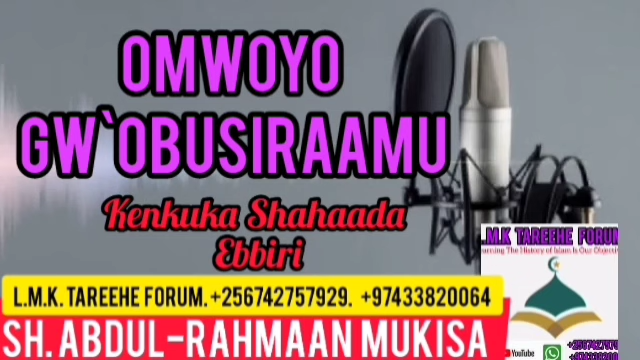 OMWOYO
GW`OBUSIRAAMU
Kenkuka Shahaada
Ebbiri
L.M.K. TAREEHE FORUM. +256742757929. +97433820064
SH. ABDUL-RAHMAAN MUKISA
L.M.K TAREEHE FORUM
The History of Islam Is Our
YouTube